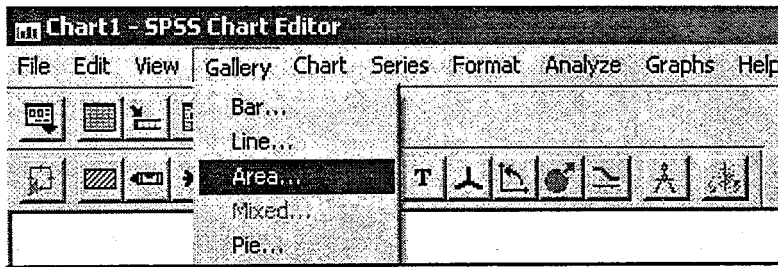 Chart1 - SPSS Chart Editor
File Edit View Gallery Chart Series Format Analyze Graphs Help
Bar...
Line...
Area...
T
Mixed...
Pie...